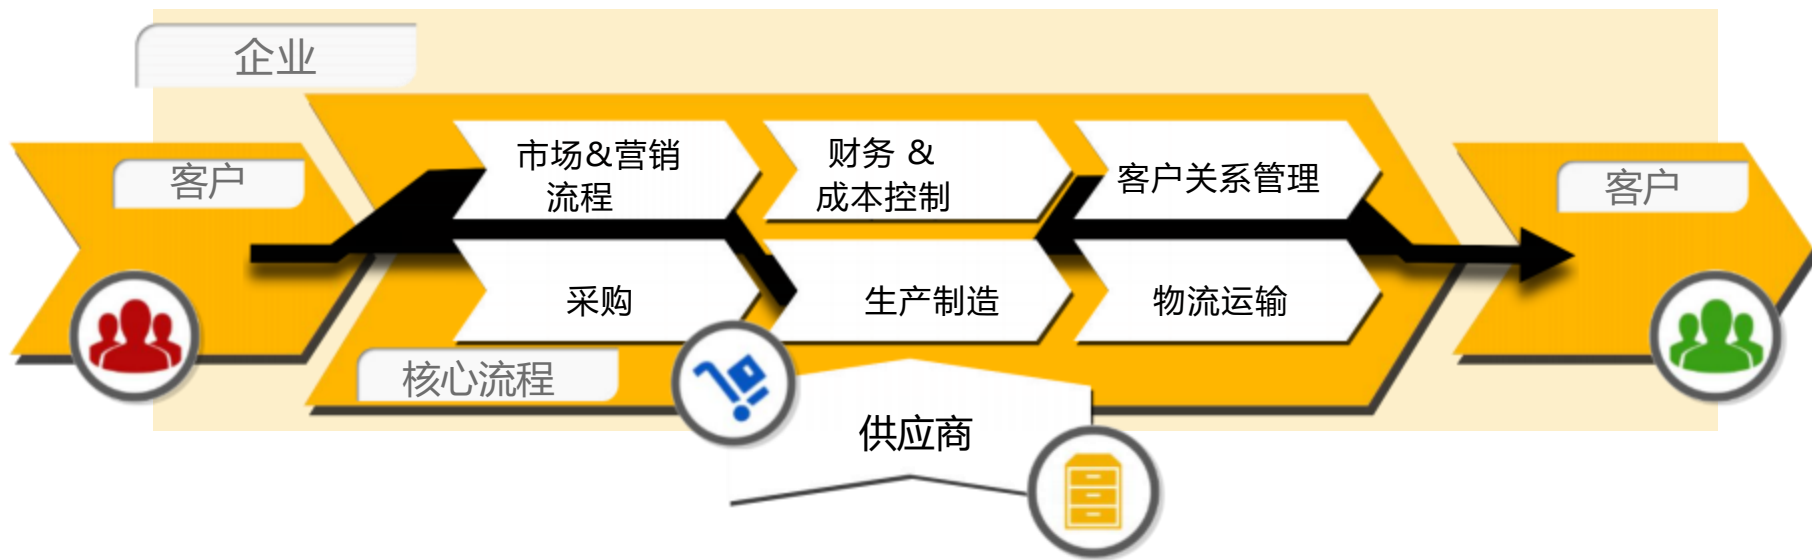 企业
客户
市场&营销
流程
财务 &
成本控制
客户关系管理
客户
采购
生产制造
物流运输
核心流程
供应商